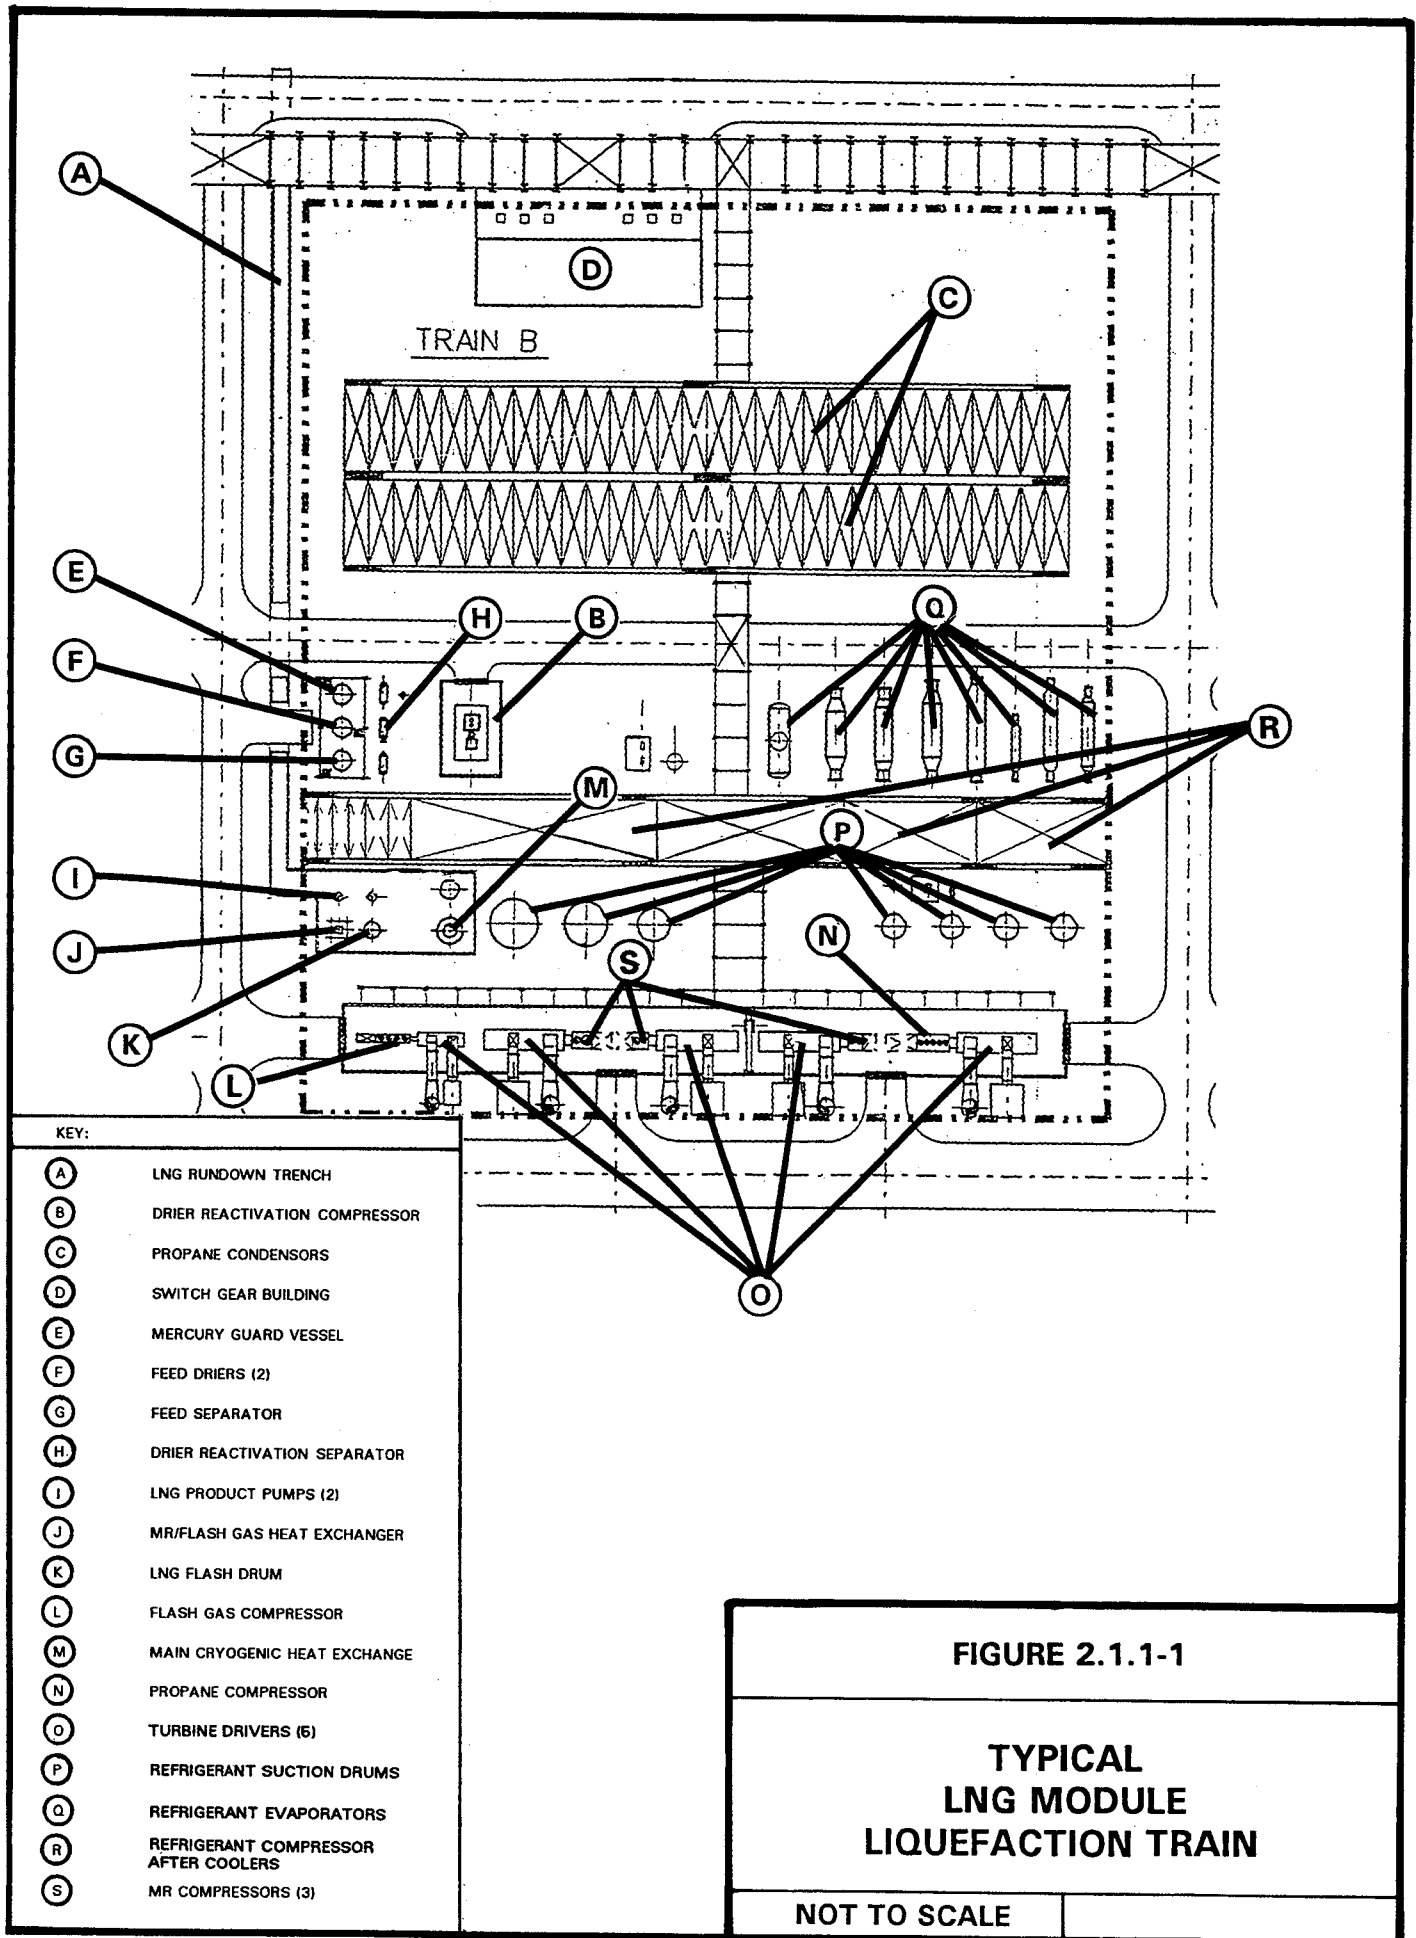 A
D
C
TRAIN B
E
H
B
Q
F
G
R
M
P
I
J
N
S
K
L
O
KEY:
A LNG RUNDOWN TRENCH
B DRIER REACTIVATION COMPRESSOR
C PROPANE CONDENSORS
D SWITCH GEAR BUILDING
E MERCURY GUARD VESSEL
F FEED DRIERS (2)
G FEED SEPARATOR
H DRIER REACTIVATION SEPARATOR
I LNG PRODUCT PUMPS (2)
J MR/FLASH GAS HEAT EXCHANGER
K LNG FLASH DRUM
L FLASH GAS COMPRESSOR
M MAIN CRYOGENIC HEAT EXCHANGE
N PROPANE COMPRESSOR
O TURBINE DRIVERS (5)
P REFRIGERANT SUCTION DRUMS
Q REFRIGERANT EVAPORATORS
R REFRIGERANT COMPRESSOR
AFTER COOLERS
S MR COMPRESSORS (3)
FIGURE 2.1.1-1
TYPICAL
LNG MODULE
LIQUEFACTION TRAIN
NOT TO SCALE